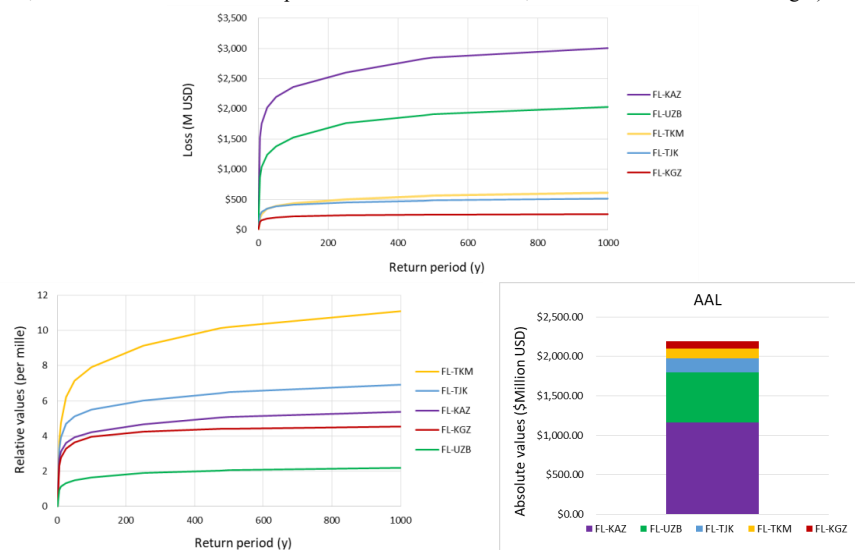 $3,500
$3,000
$2,500
$2,000
$1,500
$1,000
$500
$0
Loss (M USD)
0 200 400 600 800 1000
Return period (y)
FL-KAZ
FL-UZB
FL-TKM
FL-TJK
FL-KGZ
12
10
8
6
4
2
0
Relative values (per mille)
0 200 400 600 800 1000
Return period (y)
FL-TKM
FL-TJK
FL-KAZ
FL-KGZ
FL-UZB
AAL
$2,500.00
$2,000.00
$1,500.00
$1,000.00
$500.00
$0.00
Absolute values ($Million USD)
FL-KAZ FL-UZB FL-TJK FL-TKM FL-KGZ